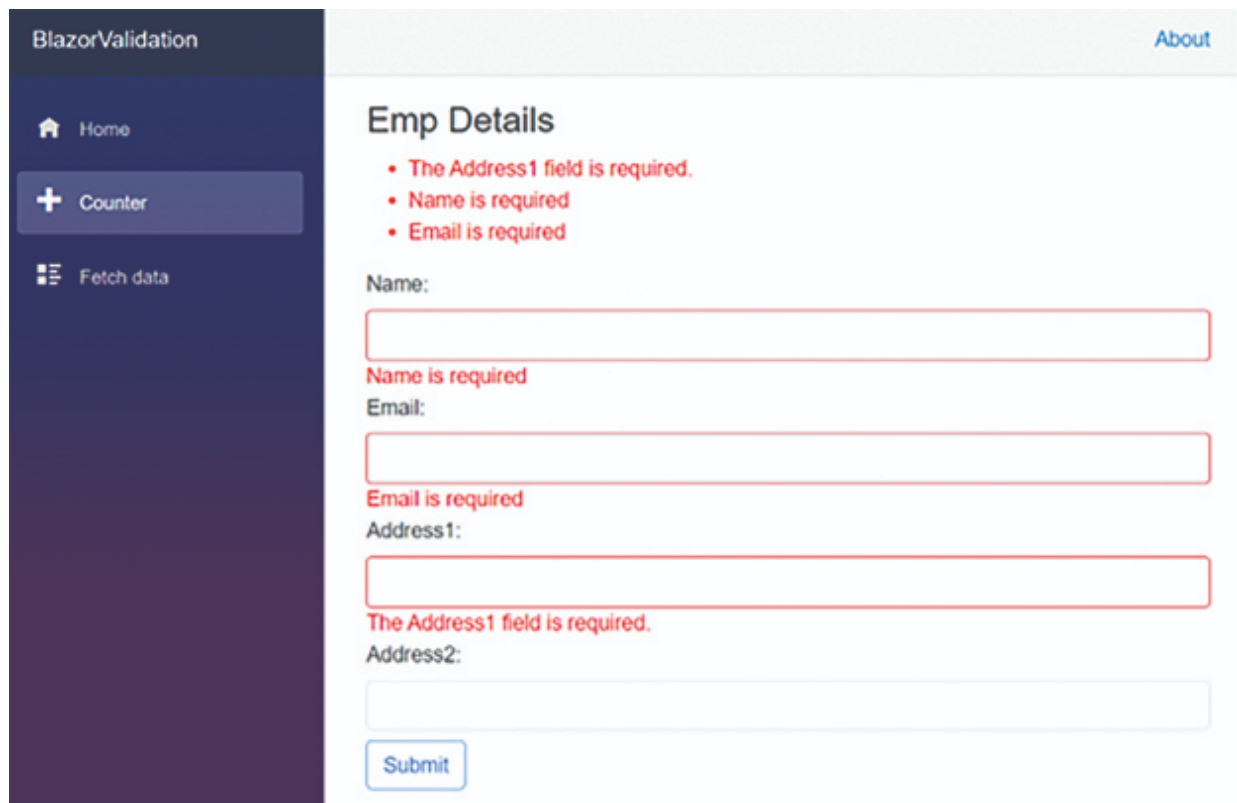 BlazorValidation
About
Home
Counter
Fetch data
Emp Details
The Address1 field is required.
Name is required
Email is required
Name:
Name is required
Email:
Email is required
Address1:
The Address1 field is required.
Address2:
Submit